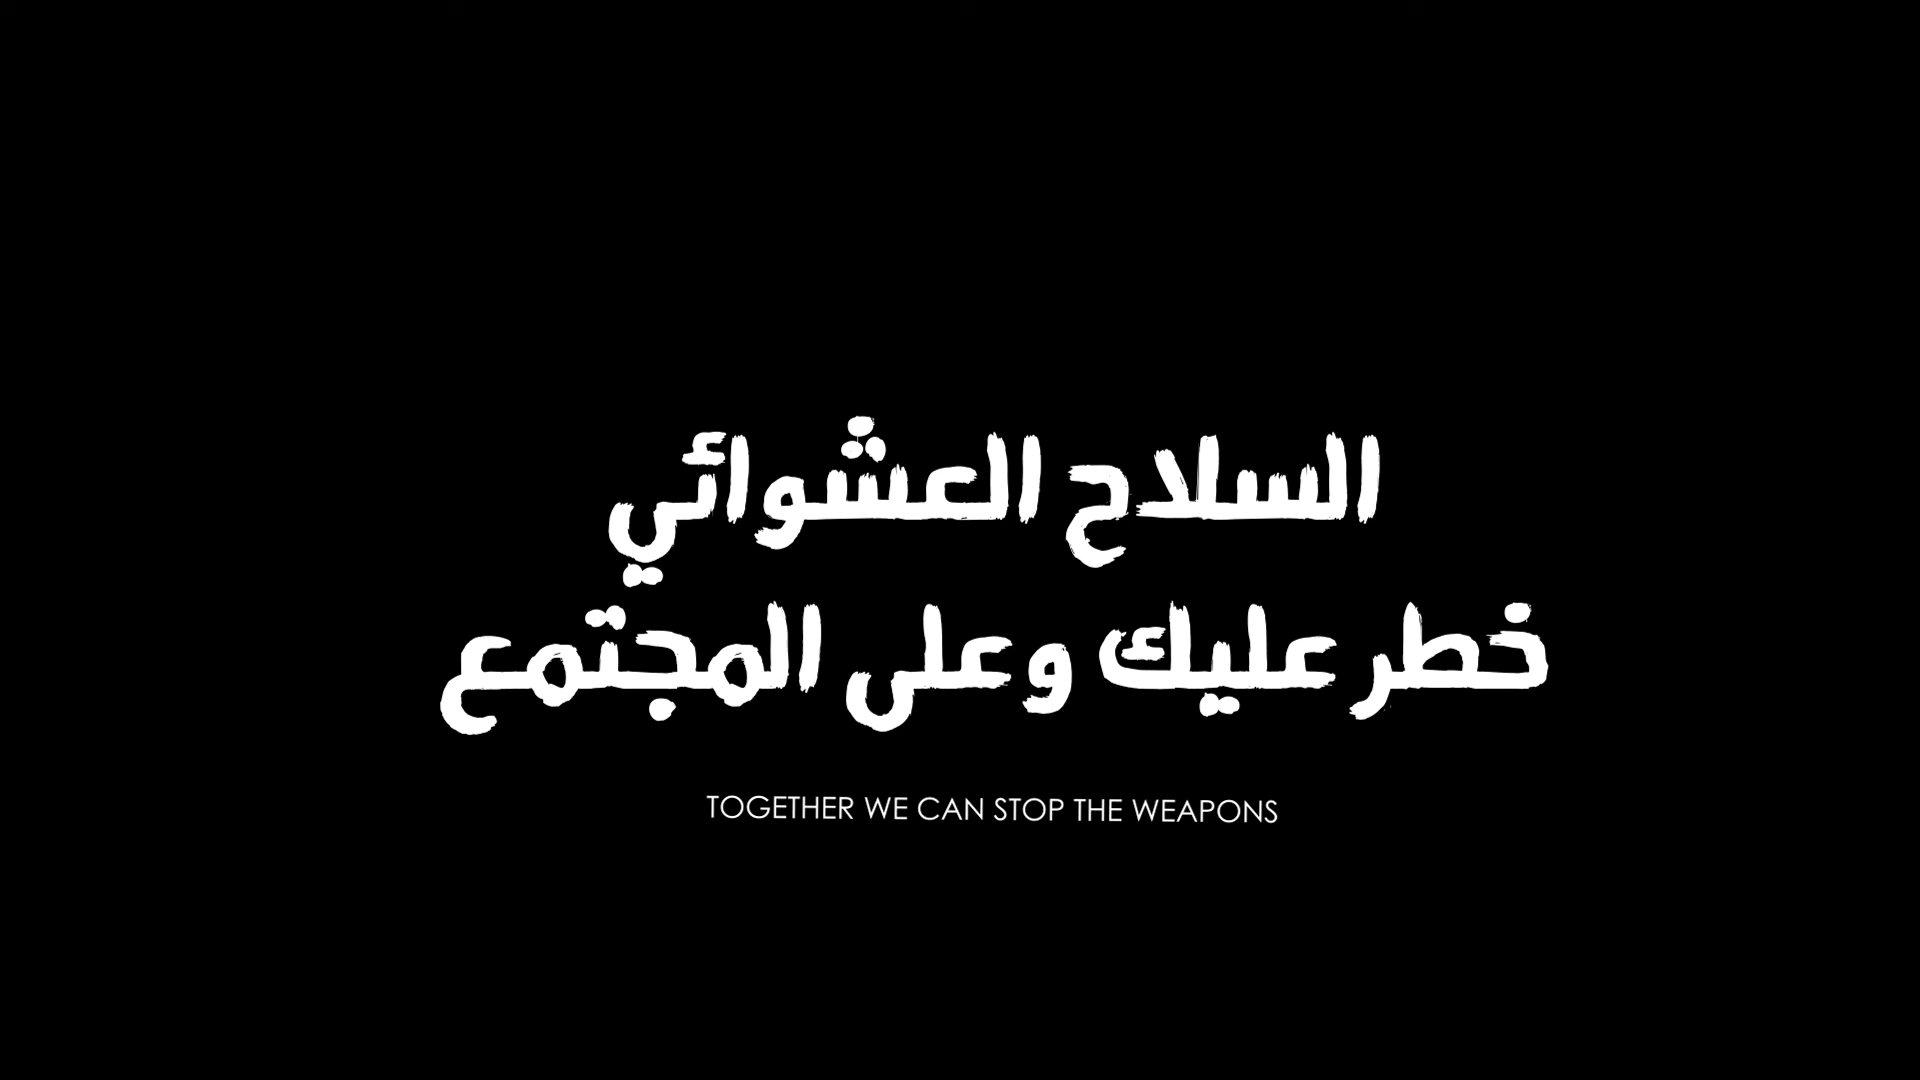 السلاح العشوائي
خطر عليك وعلى المجتمع
TOGETHER WE CAN STOP THE WEAPONS